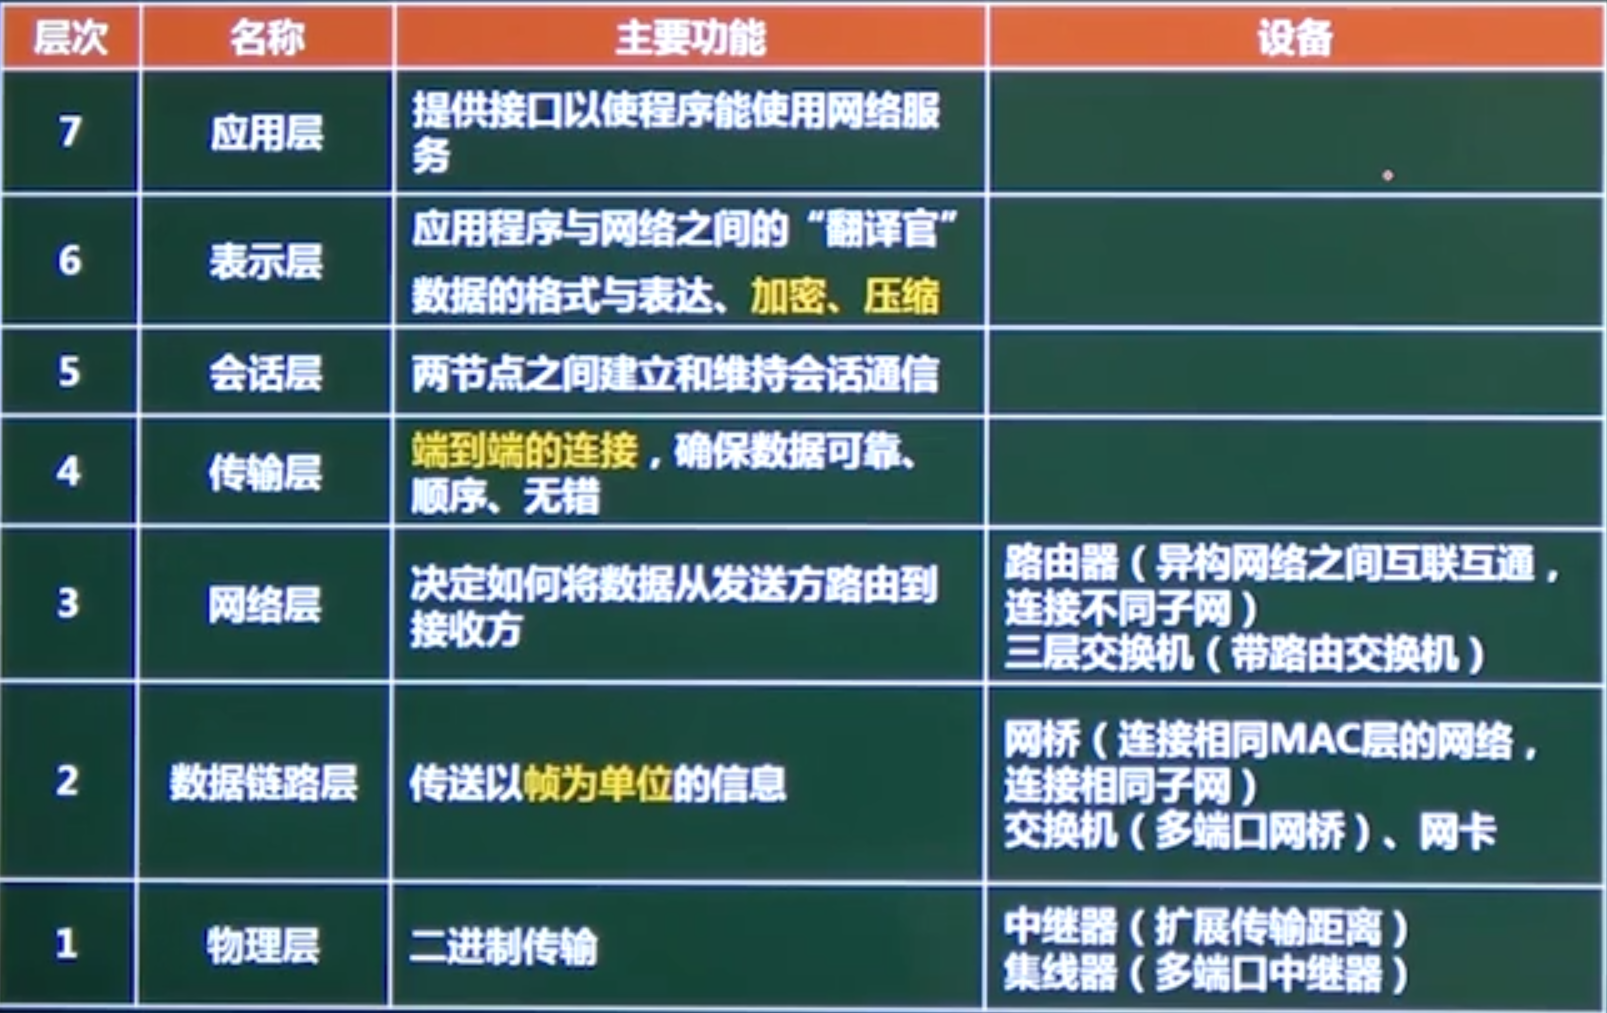 层次 名称 主要功能 设备
7 应用层 提供接口以使程序能使用网络服
务
6 表示层 应用程序与网络之间的“翻译官”
数据的格式与表达、加密、压缩
5 会话层 两节点之间建立和维持会话通信
4 传输层 端到端的连接，确保数据可靠、
顺序、无错
3 网络层 决定如何将数据从发送方路由到
接收方
路由器（异构网络之间互联互通，
连接不同子网）
三层交换机（带路由交换机）
2 数据链路层 传送以帧为单位的信息
网桥（连接相同MAC层的网络，
连接相同子网）
交换机（多端口网桥）、网卡
1 物理层 二进制传输
中继器（扩展传输距离）
集线器（多端口中继器）